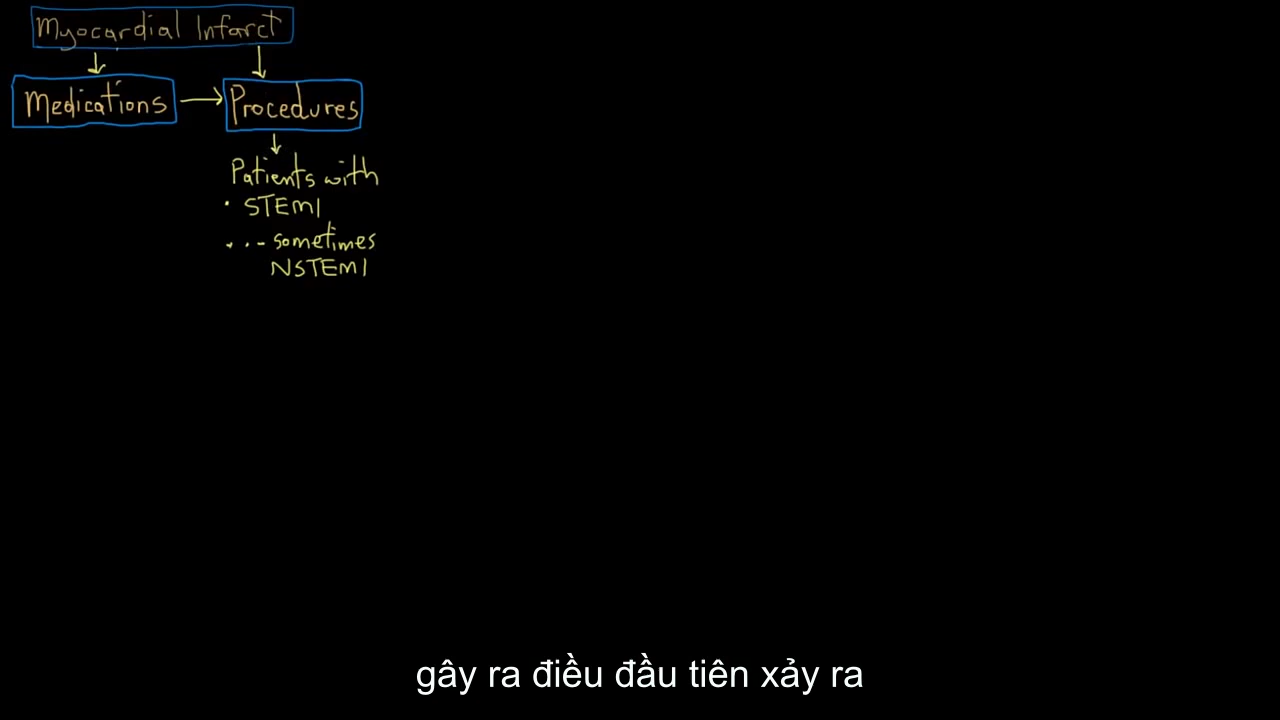 Myocardial Infarct
Medications
Procedures
Patients with
• STEMI
... sometimes
NSTEMI
gây ra điều đầu tiên xảy ra